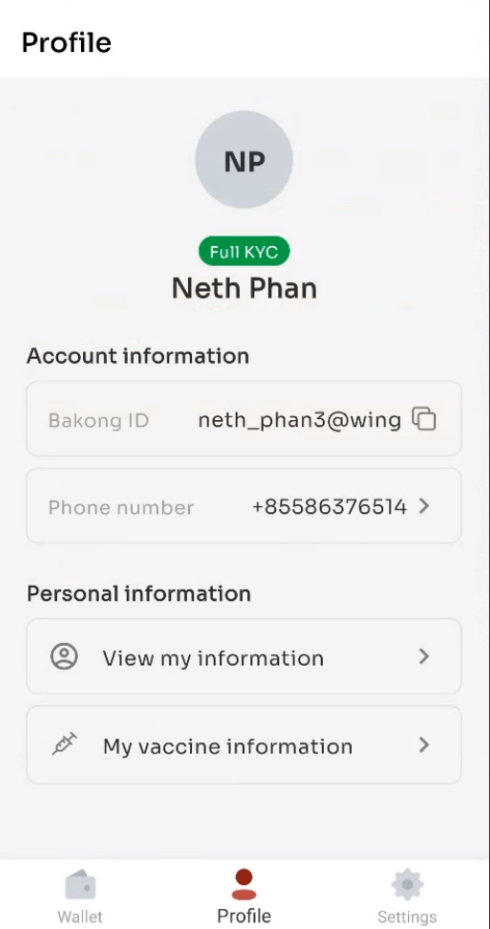 Profile
NP
Full KYC
Neth Phan
Account information
Bakong ID neth_phan3@wing
Phone number +85586376514
Personal information
View my information
My vaccine information
Wallet Profile Settings